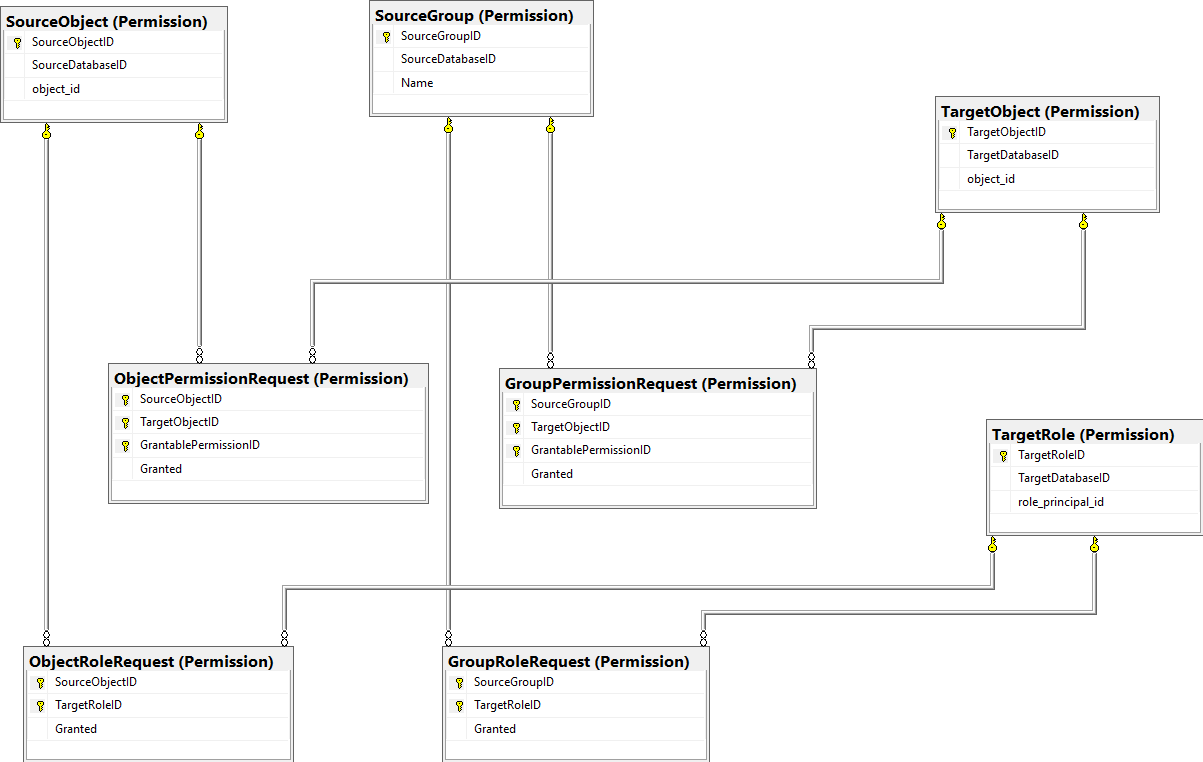 SourceObject (Permission)
SourceObjectID
SourceDatabaseID
object_id
SourceGroup (Permission)
SourceGroupID
SourceDatabaseID
Name
TargetObject (Permission)
TargetObjectID
TargetDatabaseID
object_id
ObjectPermissionRequest (Permission)
SourceObjectID
TargetObjectID
GrantablePermissionID
Granted
GroupPermissionRequest (Permission)
SourceGroupID
TargetObjectID
GrantablePermissionID
Granted
TargetRole (Permission)
TargetRoleID
TargetDatabaseID
role_principal_id
ObjectRoleRequest (Permission)
SourceObjectID
TargetRoleID
Granted
GroupRoleRequest (Permission)
SourceGroupID
TargetRoleID
Granted